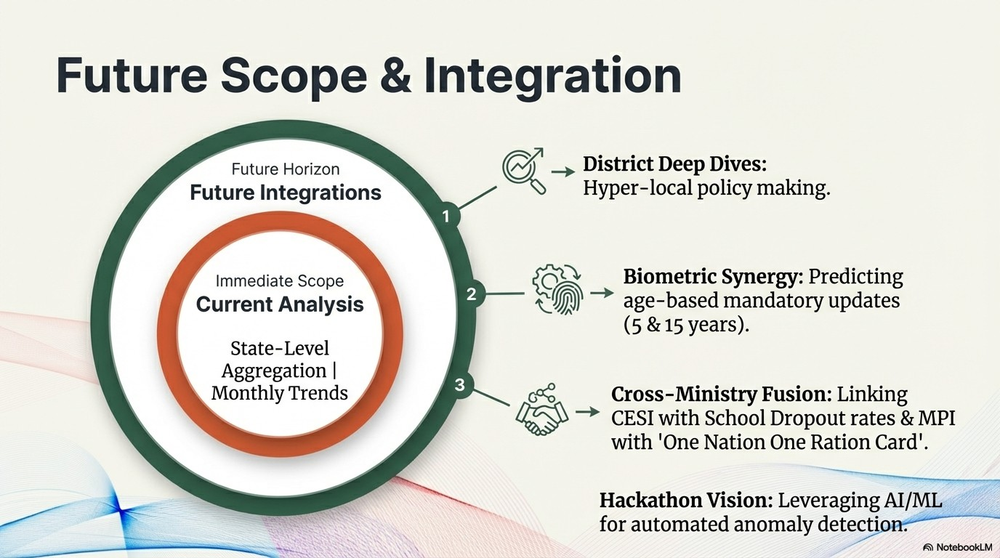 Future Scope & Integration
Future Horizon
Future Integrations
Immediate Scope
Current Analysis
State-Level
Aggregation |
Monthly Trends
1
District Deep Dives:
Hyper-local policy making.
2
Biometric Synergy: Predicting
age-based mandatory updates
(5 & 15 years).
3
Cross-Ministry Fusion: Linking
CESI with School Dropout rates & MPI
with 'One Nation One Ration Card'.
Hackathon Vision: Leveraging AI/ML
for automated anomaly detection.
NotebookLM